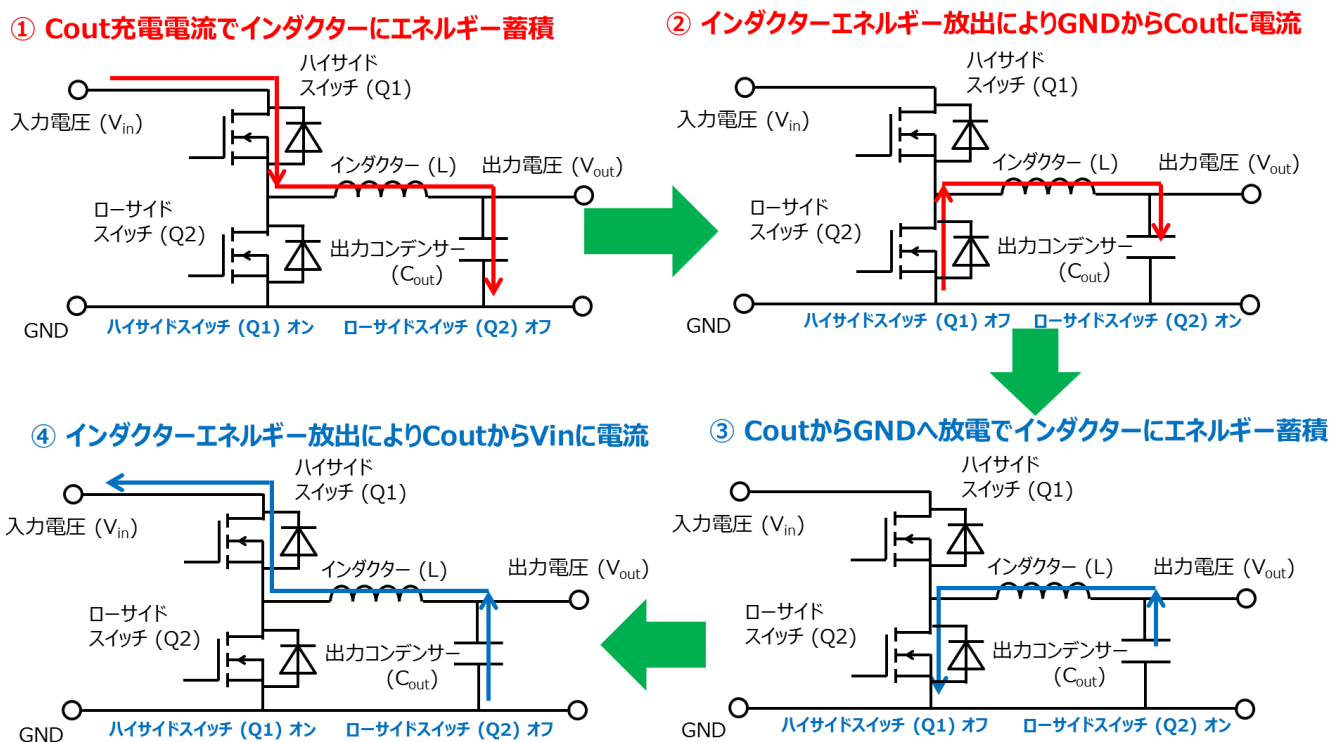 ① Cout充電電流でインダクターにエネルギー蓄積
ハイサイド
スイッチ (Q1)
入力電圧 (Vin)
インダクター (L)
出力電圧 (Vout)
ローサイド
スイッチ (Q2)
出力コンデンサー
(Cout)
GND
ハイサイドスイッチ (Q1) オン
ローサイドスイッチ (Q2) オフ
② インダクターエネルギー放出によりGNDからCoutに電流
ハイサイド
スイッチ (Q1)
入力電圧 (Vin)
インダクター (L)
出力電圧 (Vout)
ローサイド
スイッチ (Q2)
出力コンデンサー
(Cout)
GND
ハイサイドスイッチ (Q1) オフ
ローサイドスイッチ (Q2) オン
③ CoutからGNDへ放電でインダクターにエネルギー蓄積
ハイサイド
スイッチ (Q1)
入力電圧 (Vin)
インダクター (L)
出力電圧 (Vout)
ローサイド
スイッチ (Q2)
出力コンデンサー
(Cout)
GND
ハイサイドスイッチ (Q1) オフ
ローサイドスイッチ (Q2) オン
④ インダクターエネルギー放出によりCoutからVinに電流
ハイサイド
スイッチ (Q1)
入力電圧 (Vin)
インダクター (L)
出力電圧 (Vout)
ローサイド
スイッチ (Q2)
出力コンデンサー
(Cout)
GND
ハイサイドスイッチ (Q1) オン
ローサイドスイッチ (Q2) オフ